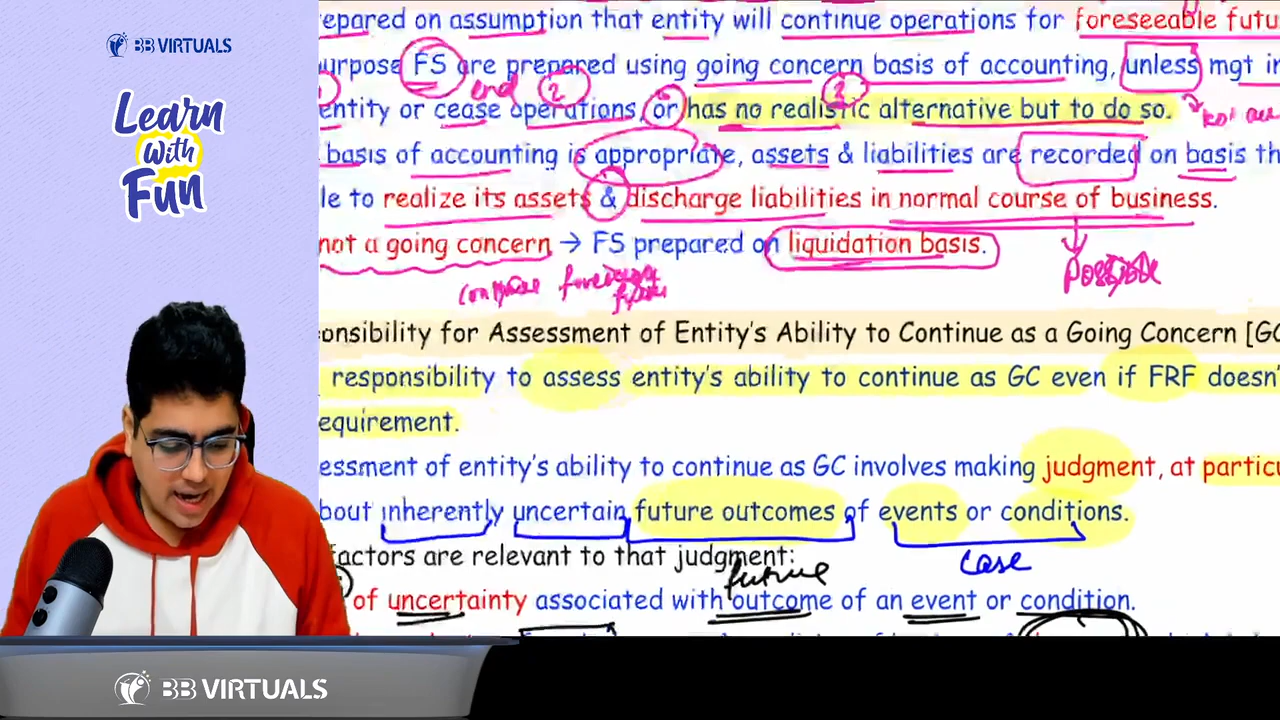 BB VIRTUALS
Learn
With
Fun
epared on assumption that entity will continue operations for foreseeable futu
urpose FS are prepared using going concern basis of accounting, unless mgt in
end 2 3
entity or cease operations, or has no realistic alternative but to do so.
basis of accounting is appropriate, assets & liabilities are recorded on basis th
le to realize its assets & discharge liabilities in normal course of business.
not a going concern → FS prepared on liquidation basis.
Possible
onsibility for Assessment of Entity's Ability to Continue as a Going Concern [GC
responsibility to assess entity's ability to continue as GC even if FRF doesn'
equirement.
essment of entity's ability to continue as GC involves making judgment, at particu
bout inherently uncertain future outcomes of events or conditions.
case
actors are relevant to that judgment:
future
of uncertainty associated with outcome of an event or condition.
BB VIRTUALS